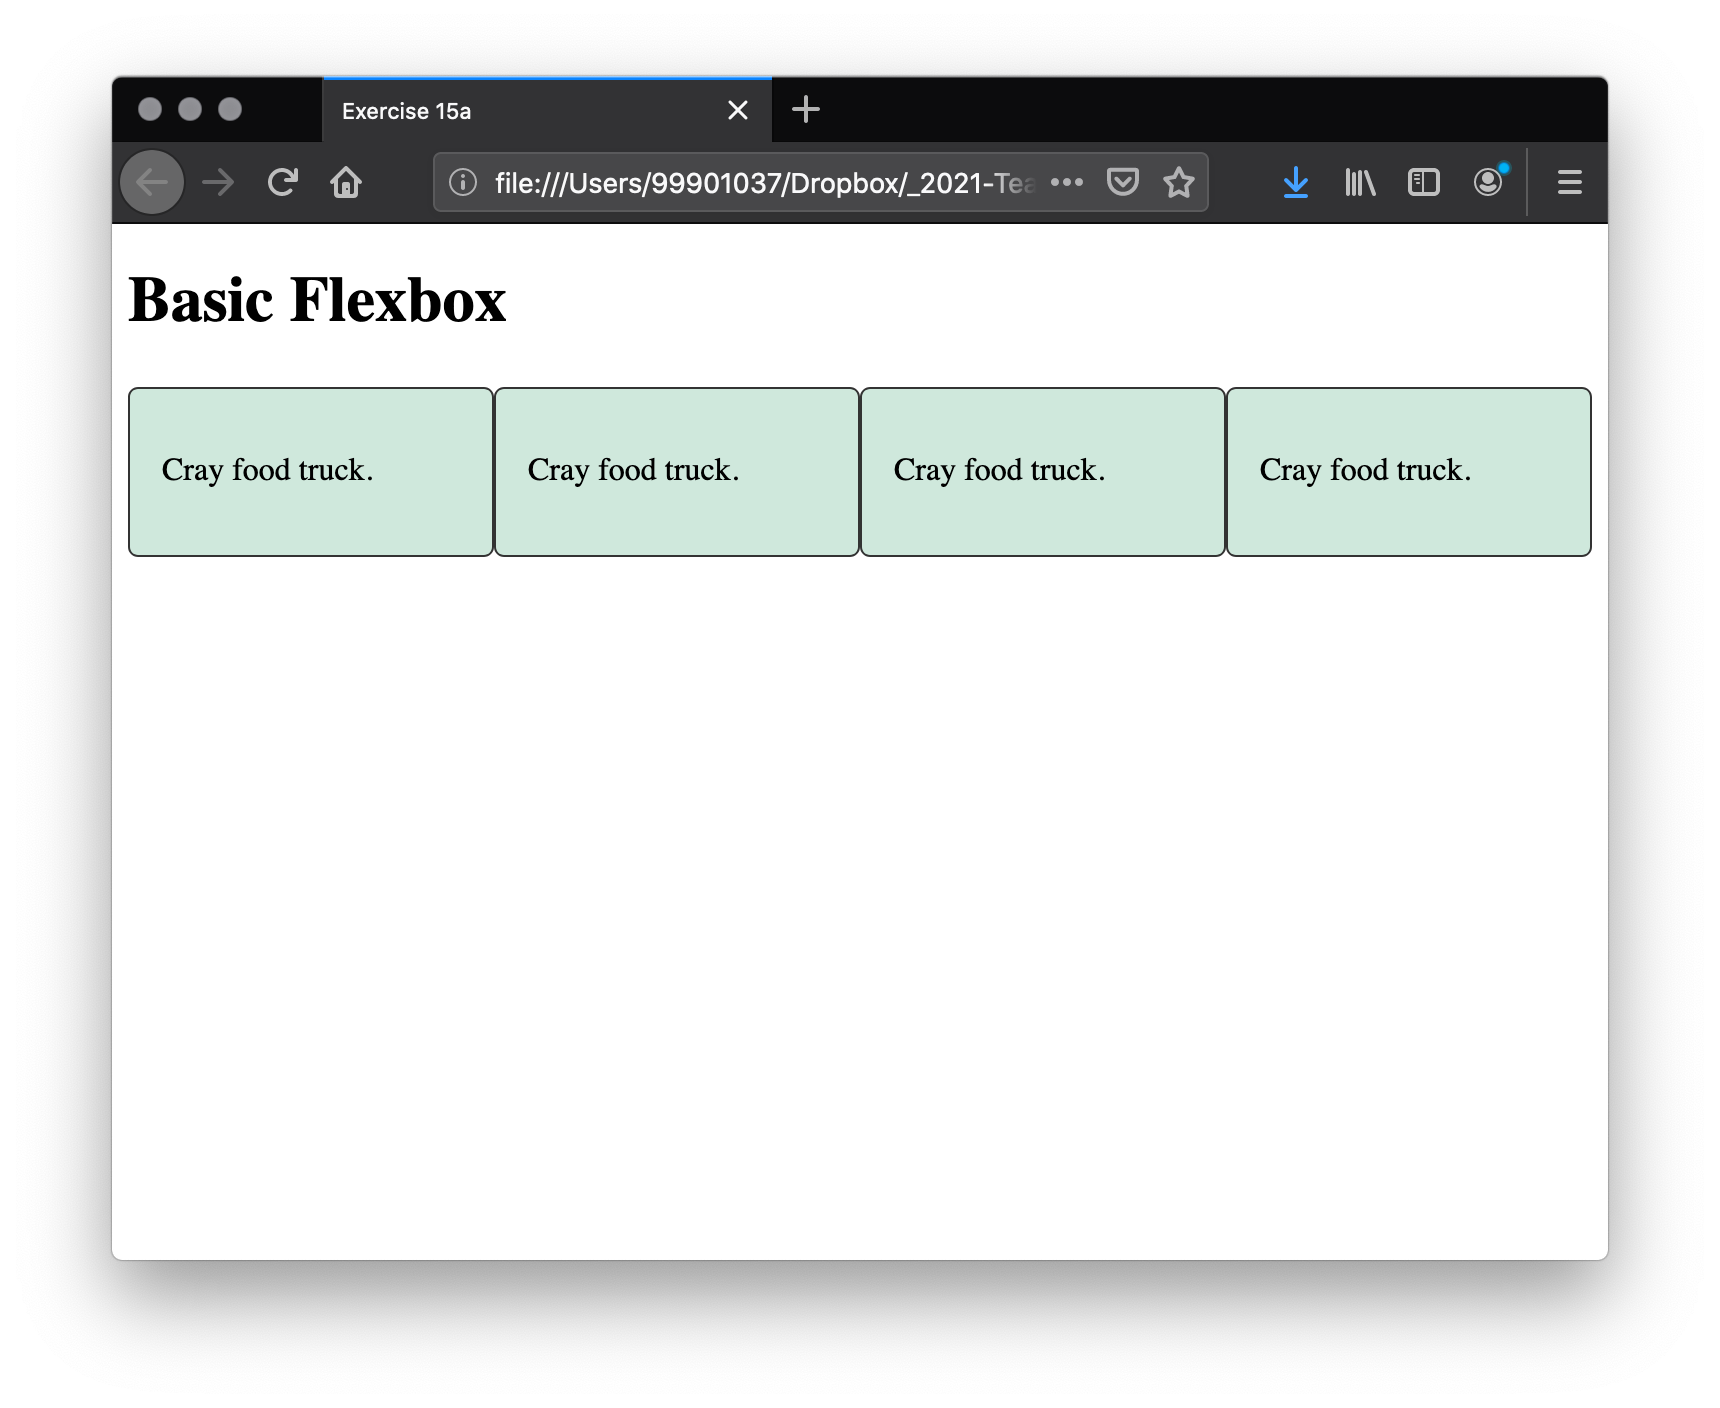 Exercise 15a
file:///Users/99901037/Dropbox/_2021-Tea
Basic Flexbox
Cray food truck. Cray food truck. Cray food truck. Cray food truck.